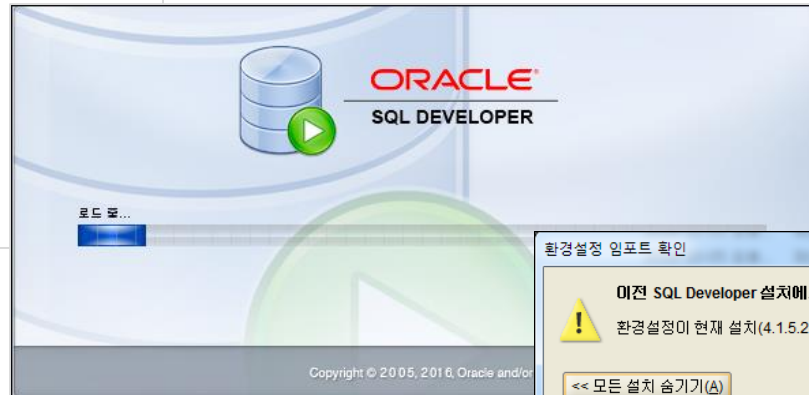 ORACLE®
SQL DEVELOPER
로드 중...
환경설정 임포트 확인
이전 SQL Developer 설치에
환경설정이 현재 설치(4.1.5.2
Copyright © 2005, 2016, Oracle and/or
<< 모든 설치 숨기기(A)